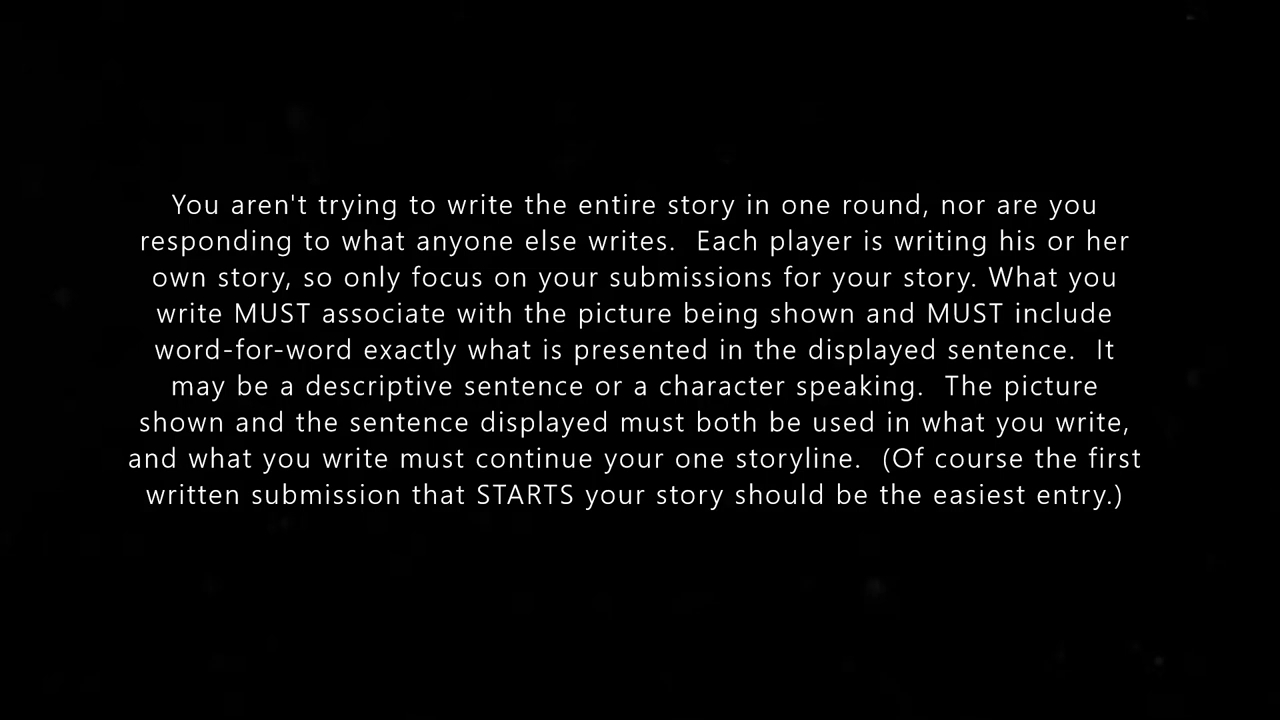 You aren't trying to write the entire story in one round, nor are you
responding to what anyone else writes.  Each player is writing his or her
own story, so only focus on your submissions for your story. What you
write MUST associate with the picture being shown and MUST include
word-for-word exactly what is presented in the displayed sentence.  It
may be a descriptive sentence or a character speaking.  The picture
shown and the sentence displayed must both be used in what you write,
and what you write must continue your one storyline.  (Of course the first
written submission that STARTS your story should be the easiest entry.)